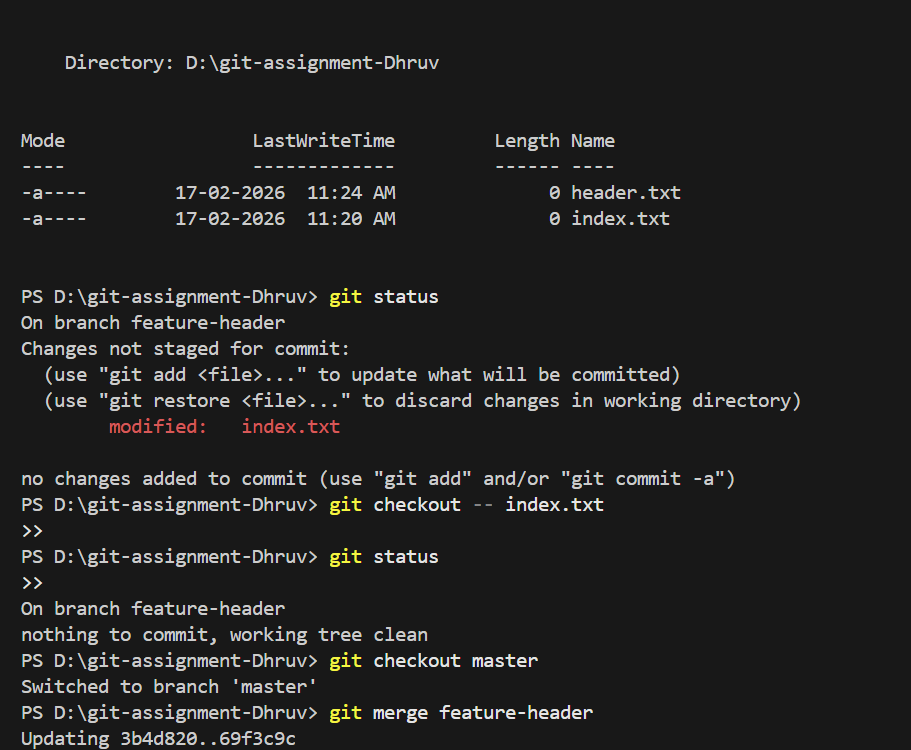 Directory: D:\git-assignment-Dhruv
Mode LastWriteTime Length Name
---- ------------- ------ ----
-a---- 17-02-2026 11:24 AM 0 header.txt
-a---- 17-02-2026 11:20 AM 0 index.txt
PS D:\git-assignment-Dhruv> git status
On branch feature-header
Changes not staged for commit:
(use "git add <file>..." to update what will be committed)
(use "git restore <file>..." to discard changes in working directory)
modified: index.txt
no changes added to commit (use "git add" and/or "git commit -a")
PS D:\git-assignment-Dhruv> git checkout -- index.txt
>>
PS D:\git-assignment-Dhruv> git status
>>
On branch feature-header
nothing to commit, working tree clean
PS D:\git-assignment-Dhruv> git checkout master
Switched to branch 'master'
PS D:\git-assignment-Dhruv> git merge feature-header
Updating 3b4d820..69f3c9c